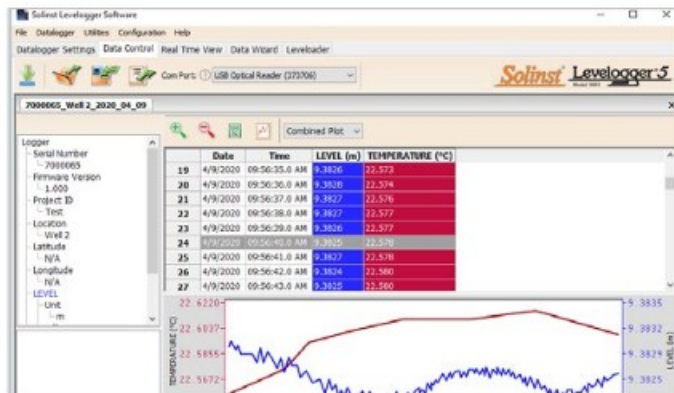 Solinst Levelogger Software
File Datalogger Utilities Configuration Help
Datalogger Settings Data Control Real Time View Data Wizard Leveloader
Com Port: USB Optical Reader (373706)
Solinst Levelogger 5
7000065_Well 2_2020_04_09
Combined Plot
Logger
Serial Number
7000065
Firmware Version
1.000
Project ID
Test
Location
Well 2
Latitude
N/A
Longitude
N/A
LEVEL
Unit
m
Date Time LEVEL (m) TEMPERATURE (°C)
19 4/9/2020 09:56:35.0 AM 9.3826 22.573
20 4/9/2020 09:56:36.0 AM 9.3828 22.574
21 4/9/2020 09:56:37.0 AM 9.3827 22.576
22 4/9/2020 09:56:38.0 AM 9.3827 22.577
23 4/9/2020 09:56:39.0 AM 9.3826 22.577
24 4/9/2020 09:56:40.0 AM 9.3825 22.578
25 4/9/2020 09:56:41.0 AM 9.3827 22.578
26 4/9/2020 09:56:42.0 AM 9.3824 22.580
27 4/9/2020 09:56:43.0 AM 9.3825 22.580
22.6220 9.3835
22.6037 9.3832
22.5855 9.3829
22.5672 9.3825
TEMPERATURE (°C)
LEVEL (m)